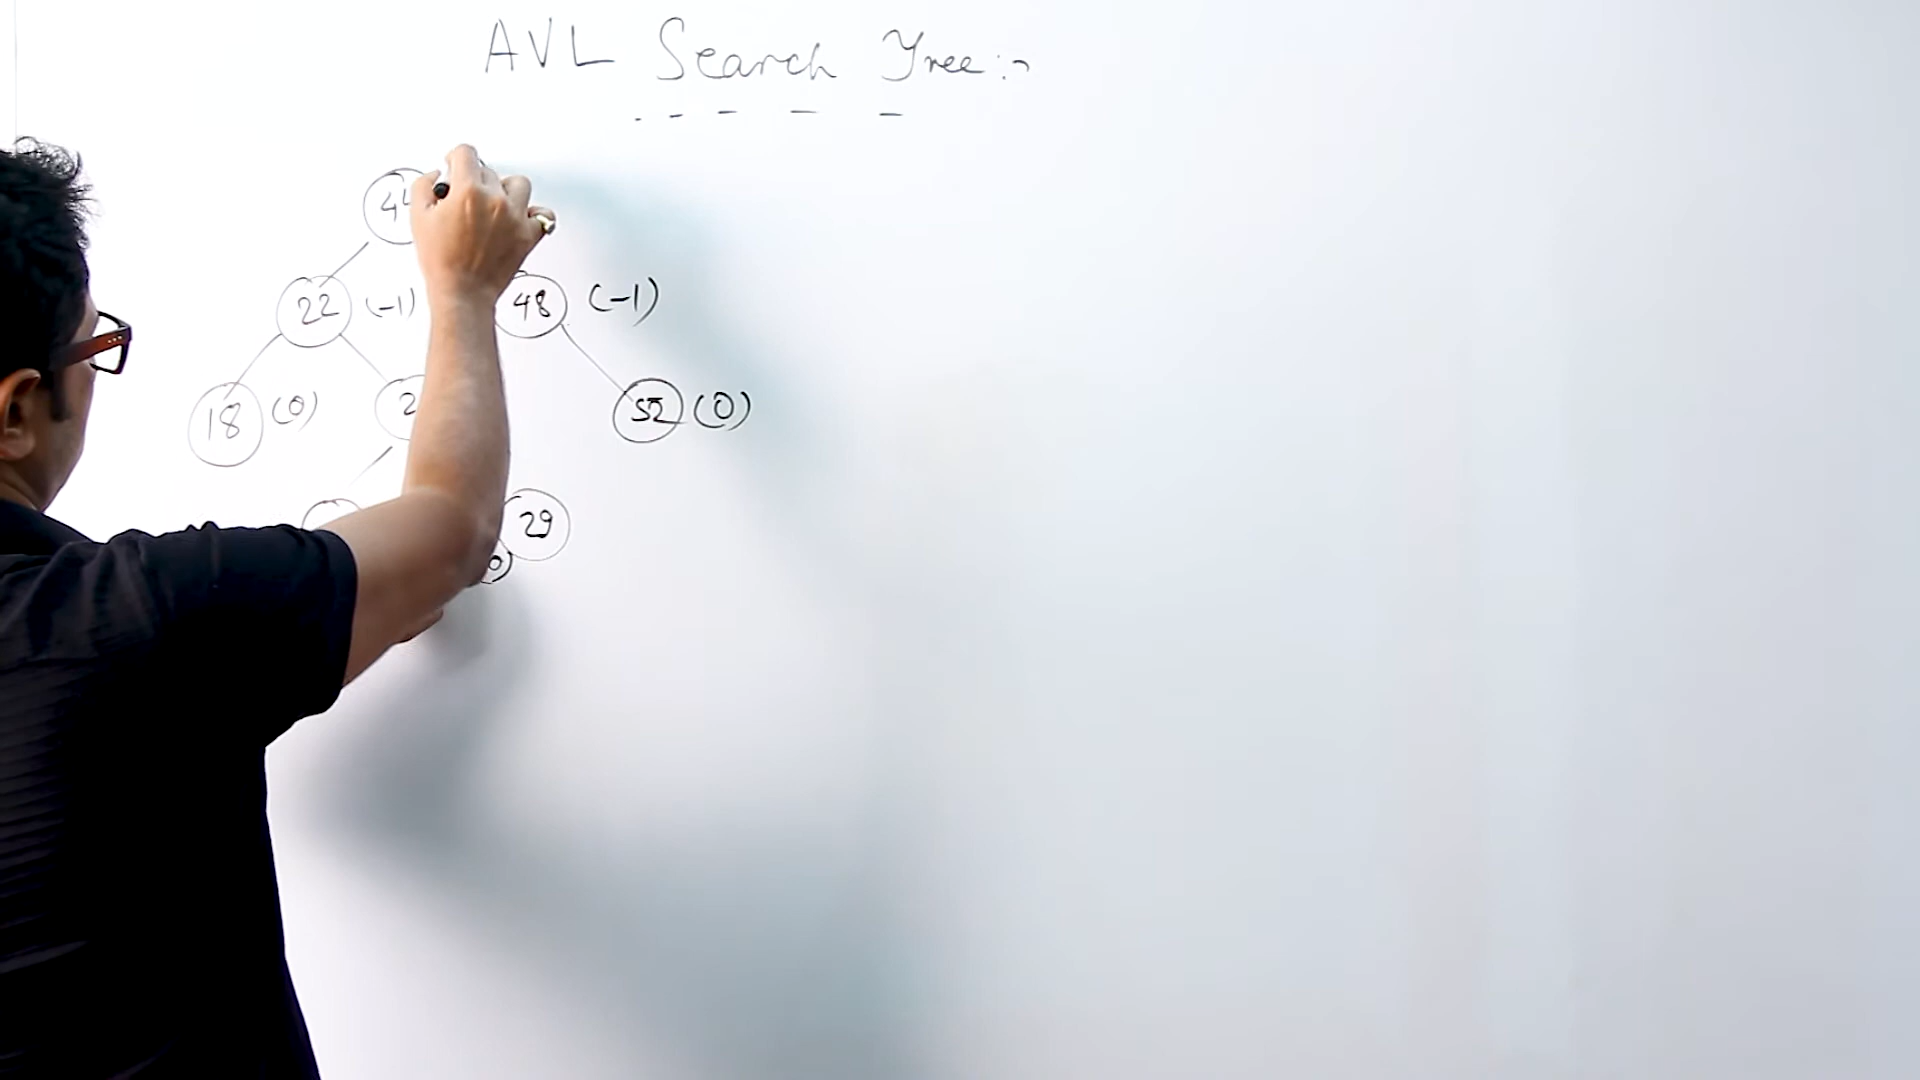 AVL Search Tree :-
22 (-1) 48 (-1)
18 (0) 52 (0)
29